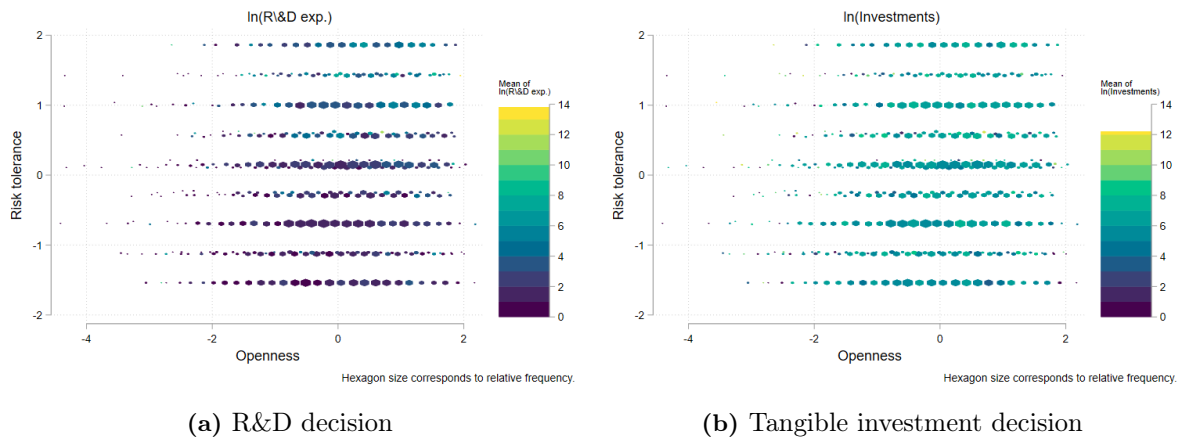 ln(R\&D exp.)
2
1
0
-1
-2
Risk tolerance
-4
-2
0
2
Openness
Mean of
ln(R\&D exp.)
14
12
10
8
6
4
2
0
Hexagon size corresponds to relative frequency.
(a) R&D decision
ln(Investments)
2
1
0
-1
-2
Risk tolerance
-4
-2
0
2
Openness
Mean of
ln(Investments)
14
12
10
8
6
4
2
0
Hexagon size corresponds to relative frequency.
(b) Tangible investment decision